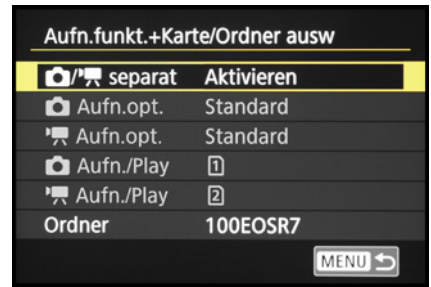 Aufn.funkt.+Karte/Ordner ausw
/ separat Aktivieren
Aufn.opt. Standard
Aufn.opt. Standard
Aufn./Play 1
Aufn./Play 2
Ordner 100EOSR7
MENU